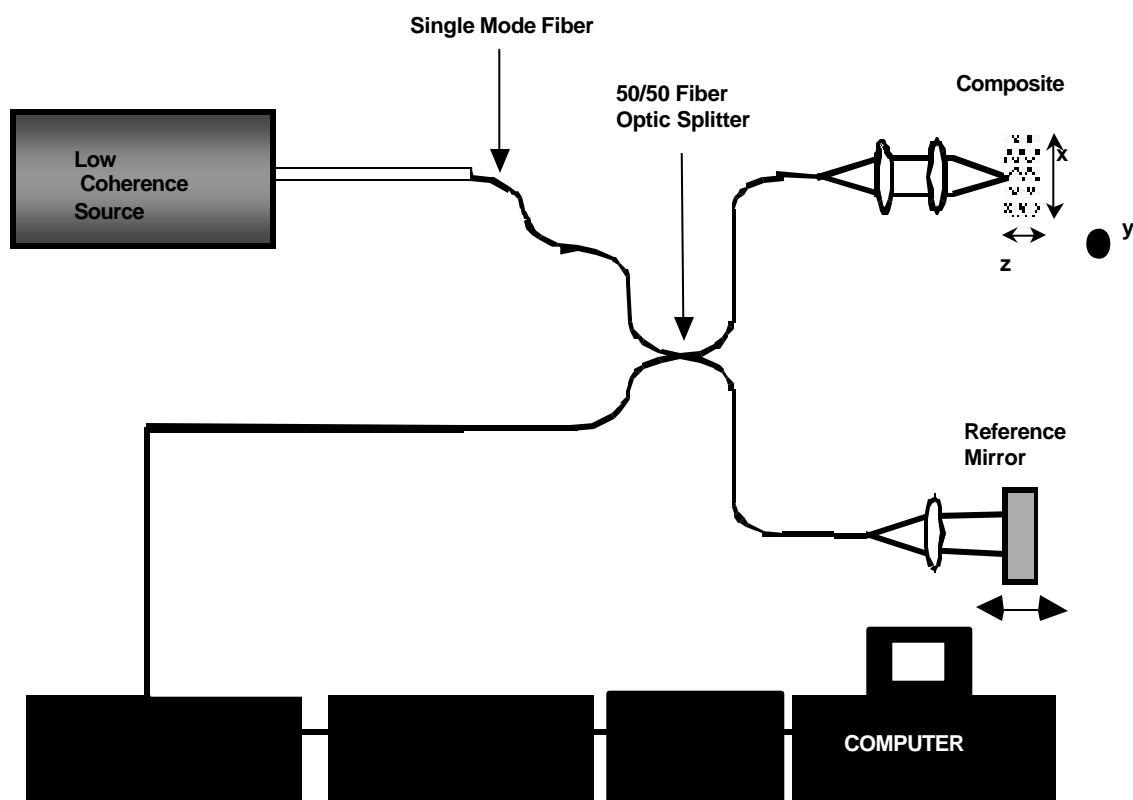 Single Mode Fiber
50/50 Fiber
Optic Splitter
Composite
Low
Coherence
Source
x
y
z
Reference
Mirror
COMPUTER